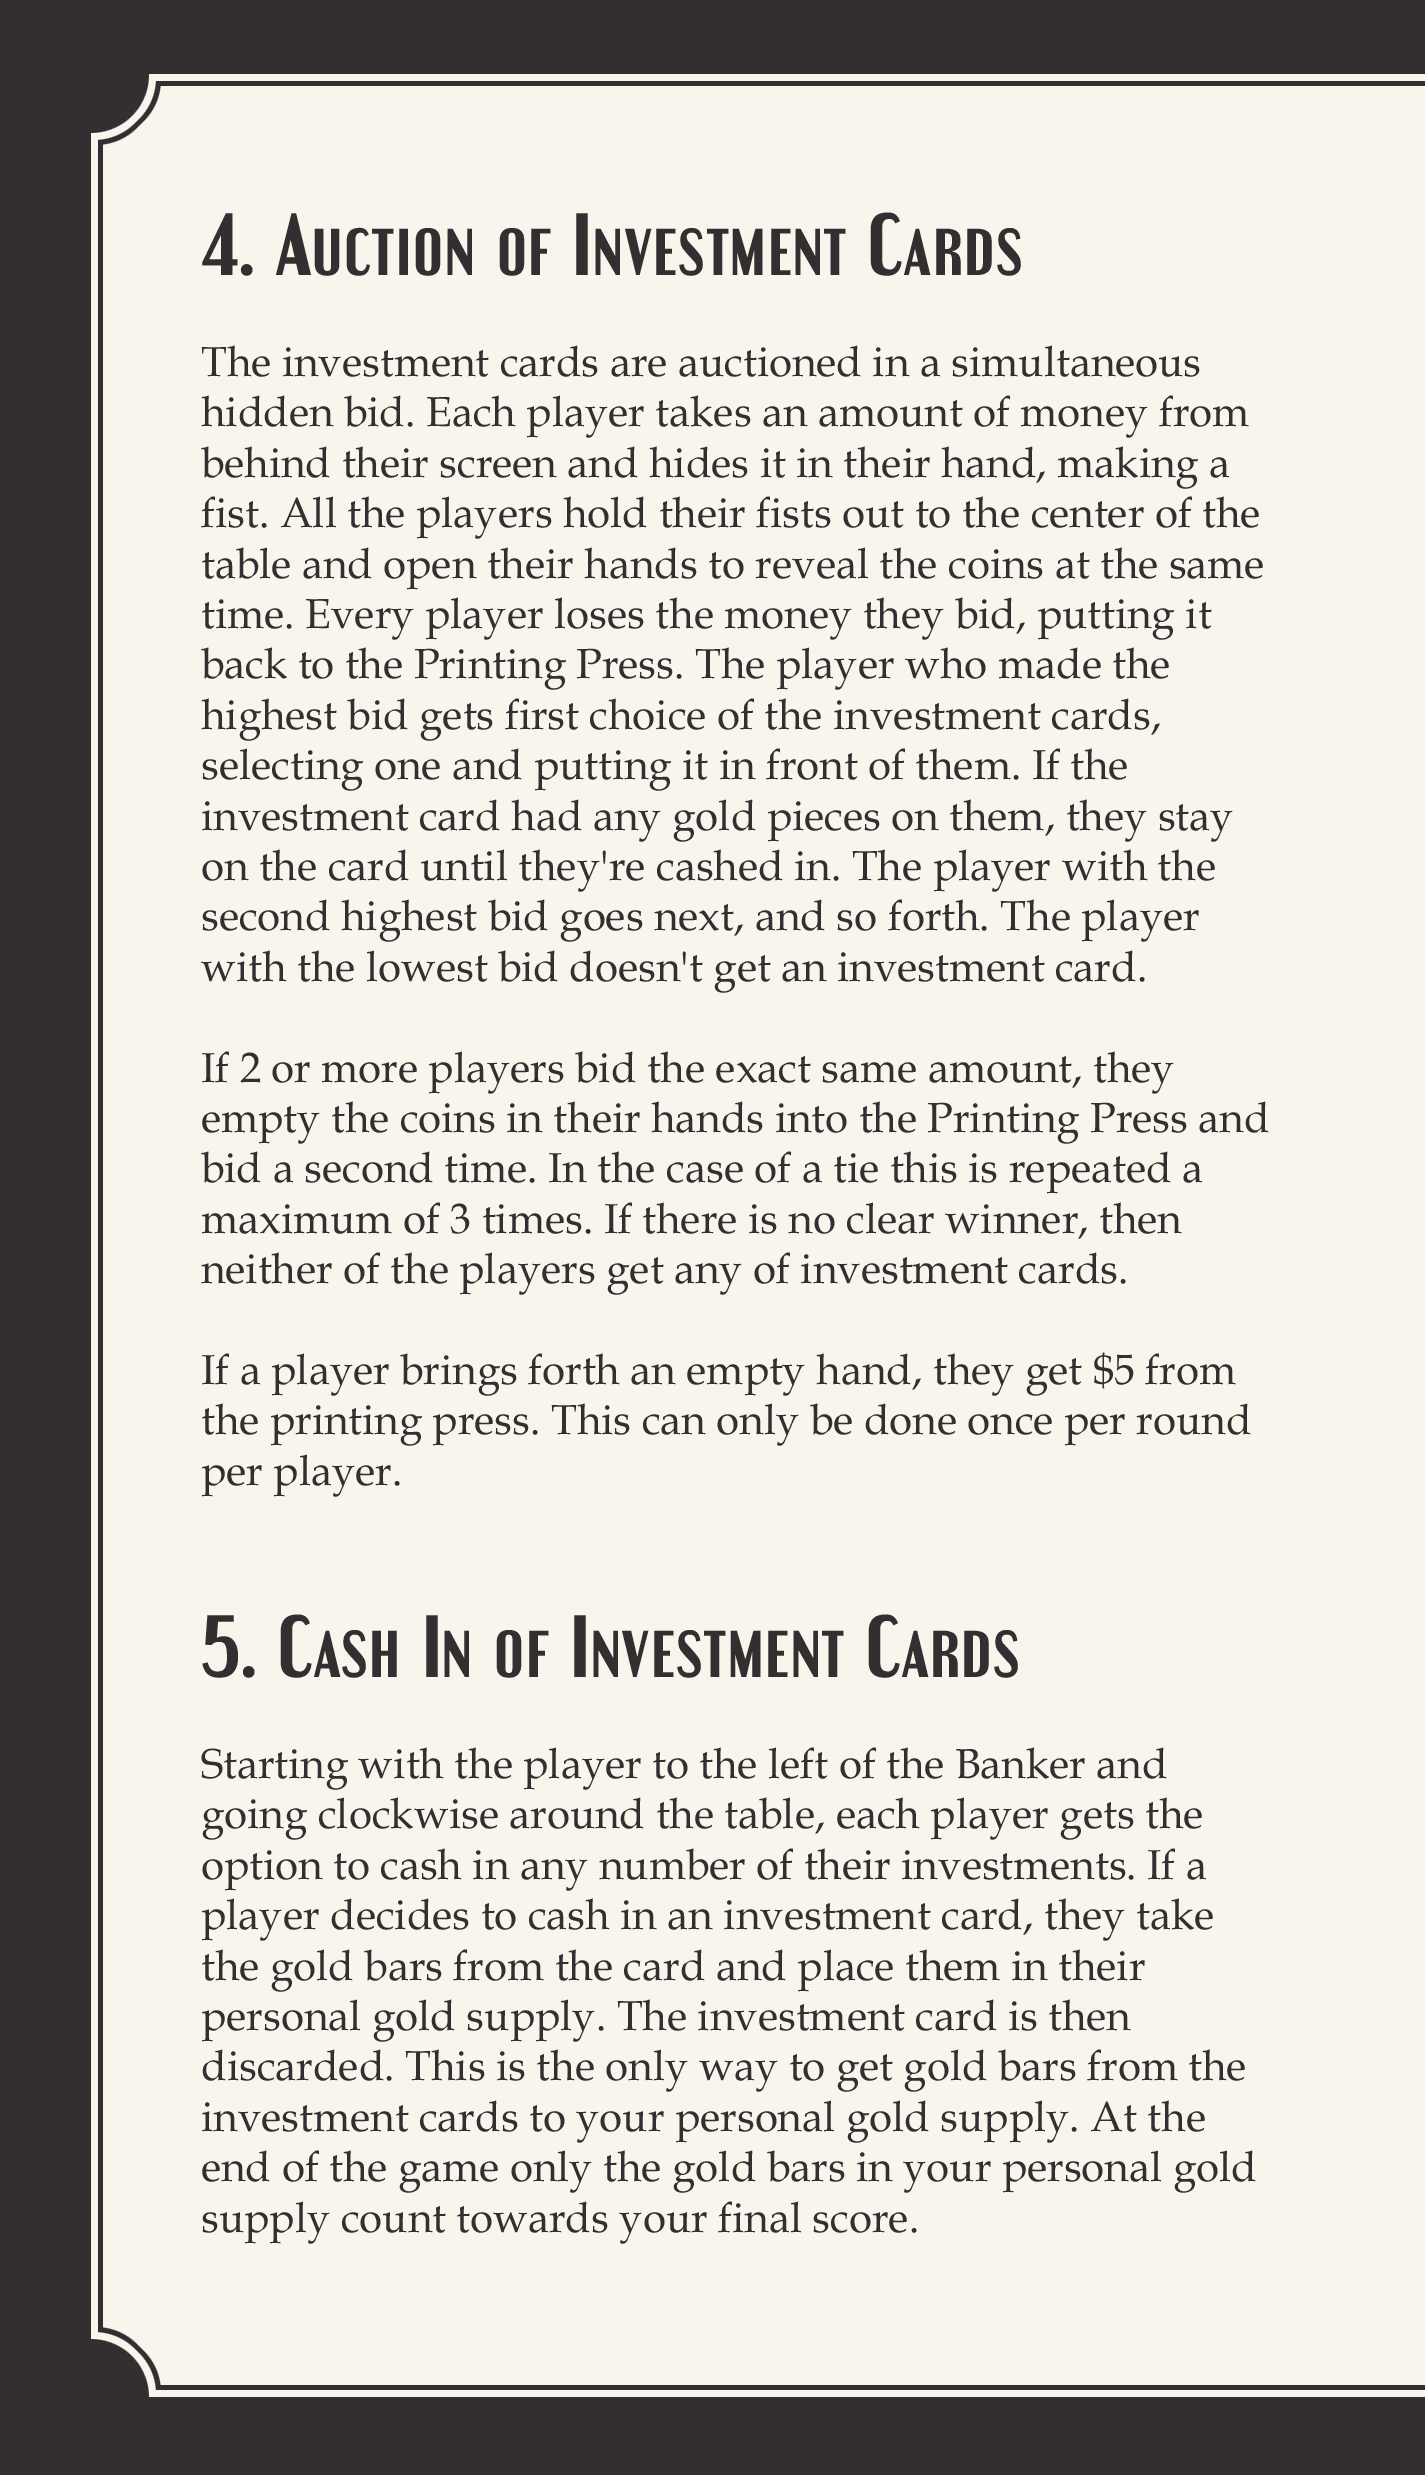 4. Auction of Investment Cards
The investment cards are auctioned in a simultaneous
hidden bid. Each player takes an amount of money from
behind their screen and hides it in their hand, making a
fist. All the players hold their fists out to the center of the
table and open their hands to reveal the coins at the same
time. Every player loses the money they bid, putting it
back to the Printing Press. The player who made the
highest bid gets first choice of the investment cards,
selecting one and putting it in front of them. If the
investment card had any gold pieces on them, they stay
on the card until they're cashed in. The player with the
second highest bid goes next, and so forth. The player
with the lowest bid doesn't get an investment card.
If 2 or more players bid the exact same amount, they
empty the coins in their hands into the Printing Press and
bid a second time. In the case of a tie this is repeated a
maximum of 3 times. If there is no clear winner, then
neither of the players get any of investment cards.
If a player brings forth an empty hand, they get $5 from
the printing press. This can only be done once per round
per player.
5. Cash In of Investment Cards
Starting with the player to the left of the Banker and
going clockwise around the table, each player gets the
option to cash in any number of their investments. If a
player decides to cash in an investment card, they take
the gold bars from the card and place them in their
personal gold supply. The investment card is then
discarded. This is the only way to get gold bars from the
investment cards to your personal gold supply. At the
end of the game only the gold bars in your personal gold
supply count towards your final score.